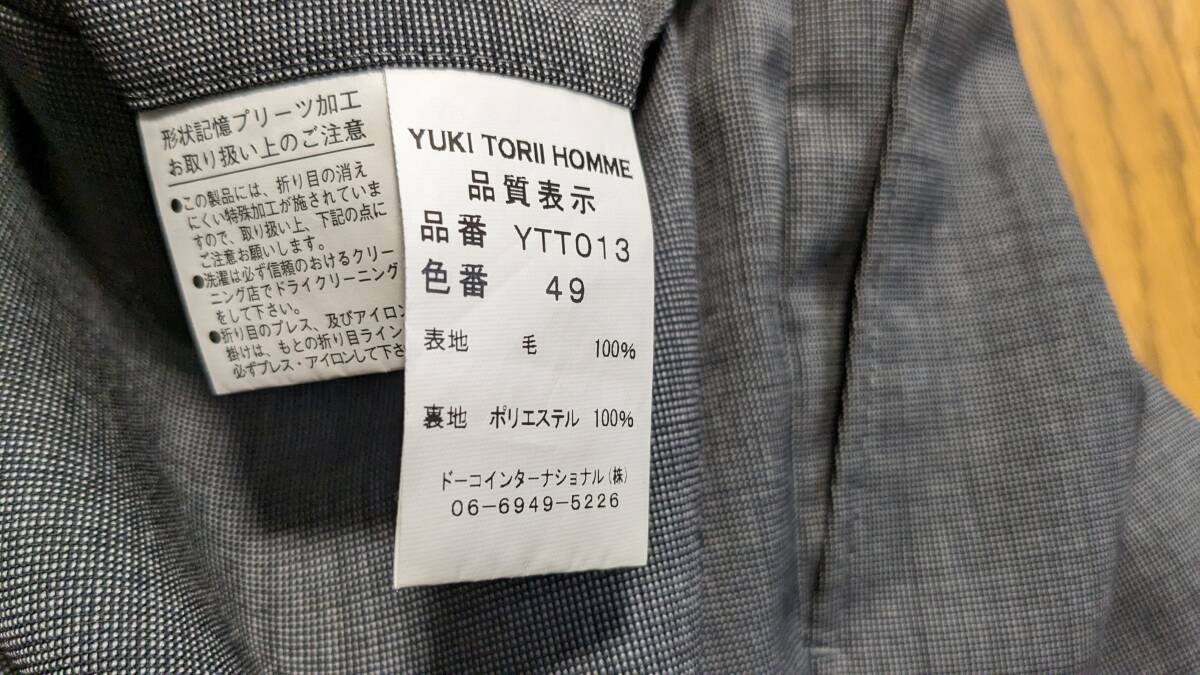 形状記憶プリーツ加工
お取り扱い上のご注意
●この製品には、折り目の消え
にくい特殊加工が施されていま
すので、取り扱い上、下記の点に
ご注意お願いします。
●洗濯は必ず信頼のおけるクリー
ニング店でドライクリーニング
をして下さい。
●折り目のプレス、及びアイロン
掛けは、もとの折り目ライン
必ずプレス・アイロンして下さ
YUKI TORII HOMME
品質表示
品番 YTT013
色番 49
表地 毛 100%
裏地 ポリエステル 100%
ドーコインターナショナル(株)
06-6949-5226